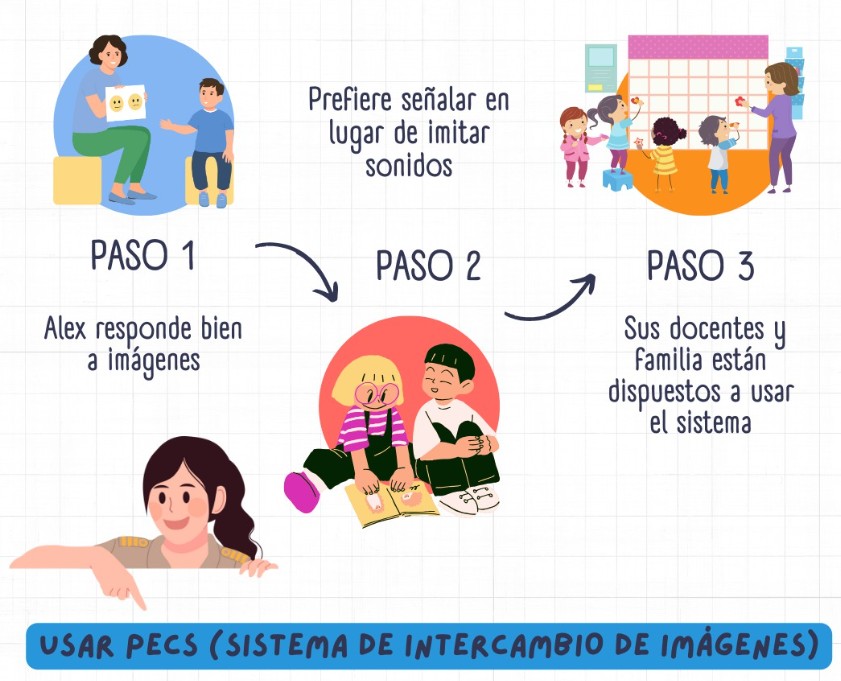 PASO 1
Alex responde bien
a imágenes
Prefiere señalar en
lugar de imitar
sonidos
PASO 2
PASO 3
Sus docentes y
familia están
dispuestos a usar
el sistema
USAR PECS (SISTEMA DE INTERCAMBIO DE IMÁGENES)